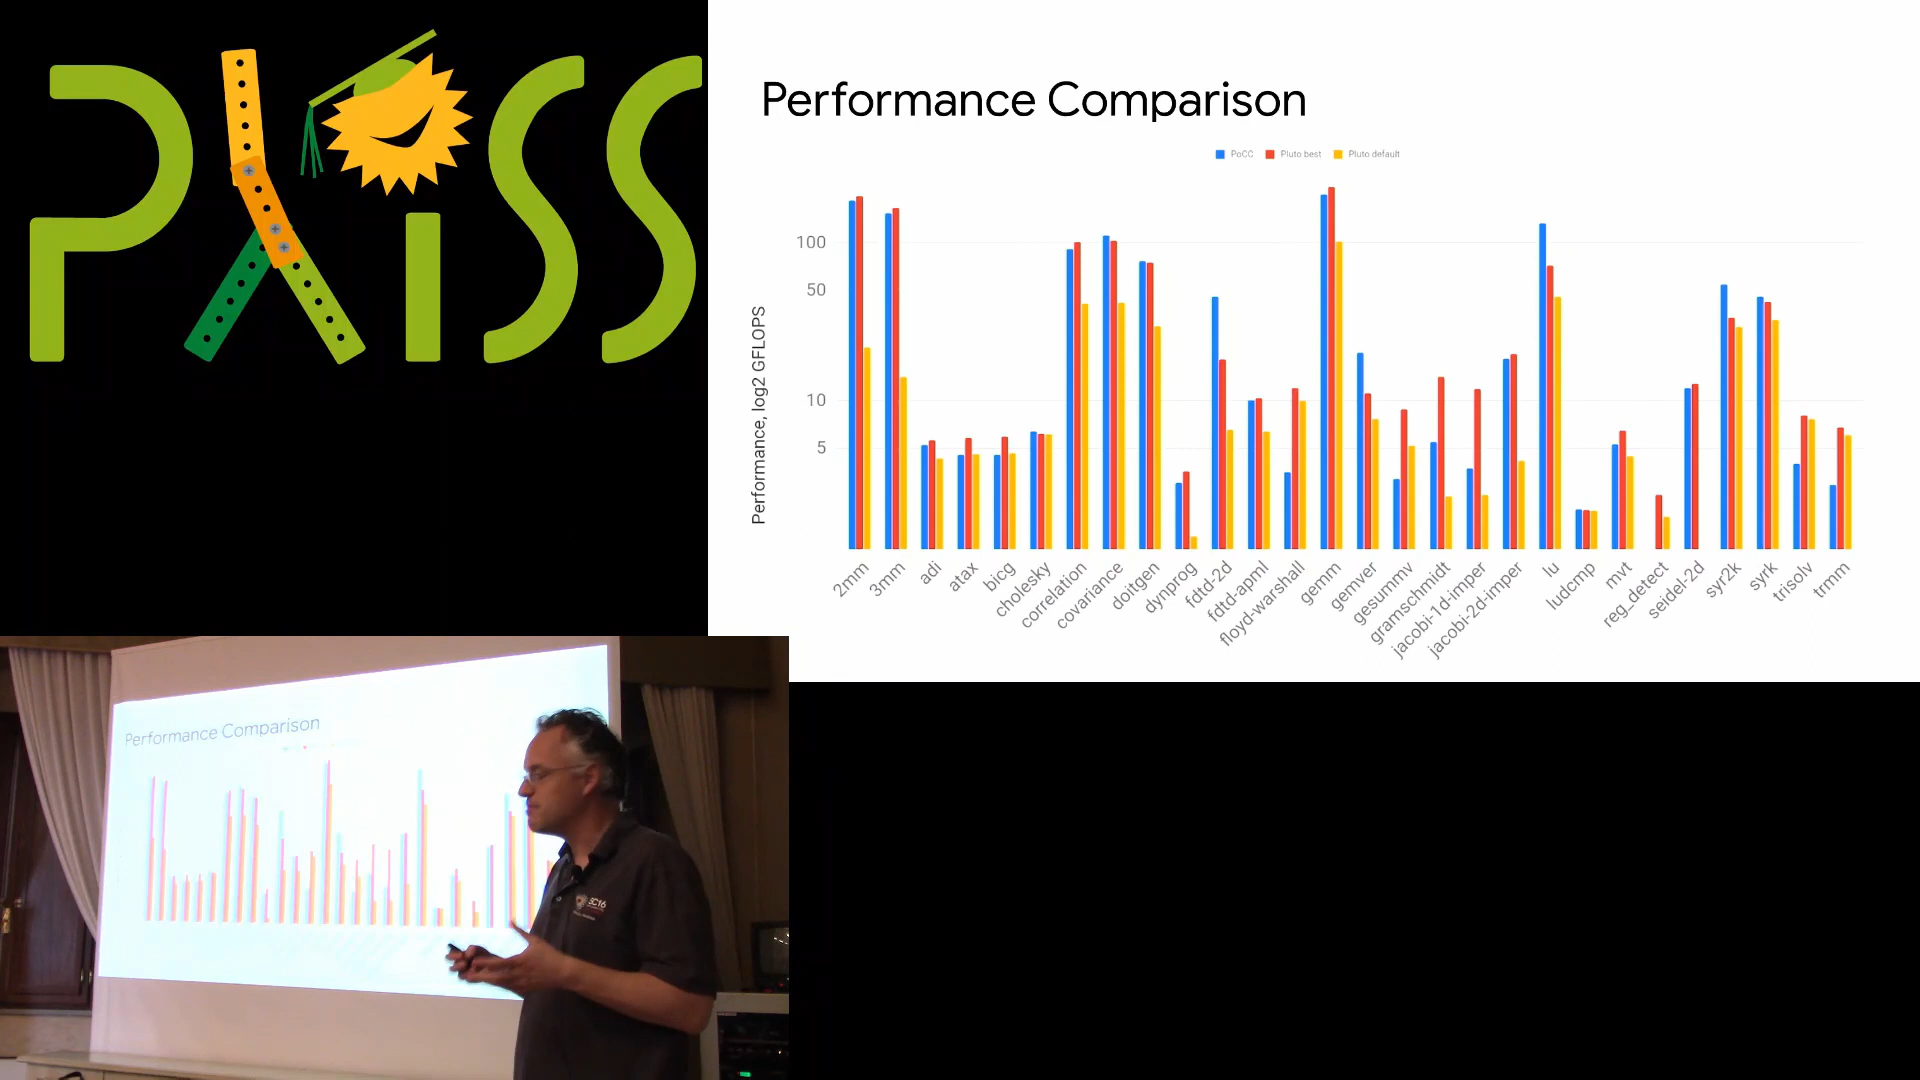 PLiSS
Performance Comparison
PoCC Pluto best Pluto default
Performance, log2 GFLOPS
100
50
10
5
2mm
3mm
adi
atax
bicg
cholesky
correlation
covariance
doitgen
dynprog
fdtd-2d
fdtd-apml
floyd-warshall
gemm
gemver
gesummv
gramschmidt
jacobi-1d-imper
jacobi-2d-imper
lu
ludcmp
mvt
reg_detect
seidel-2d
syr2k
syrk
trisolv
trmm
Performance Comparison
SC16